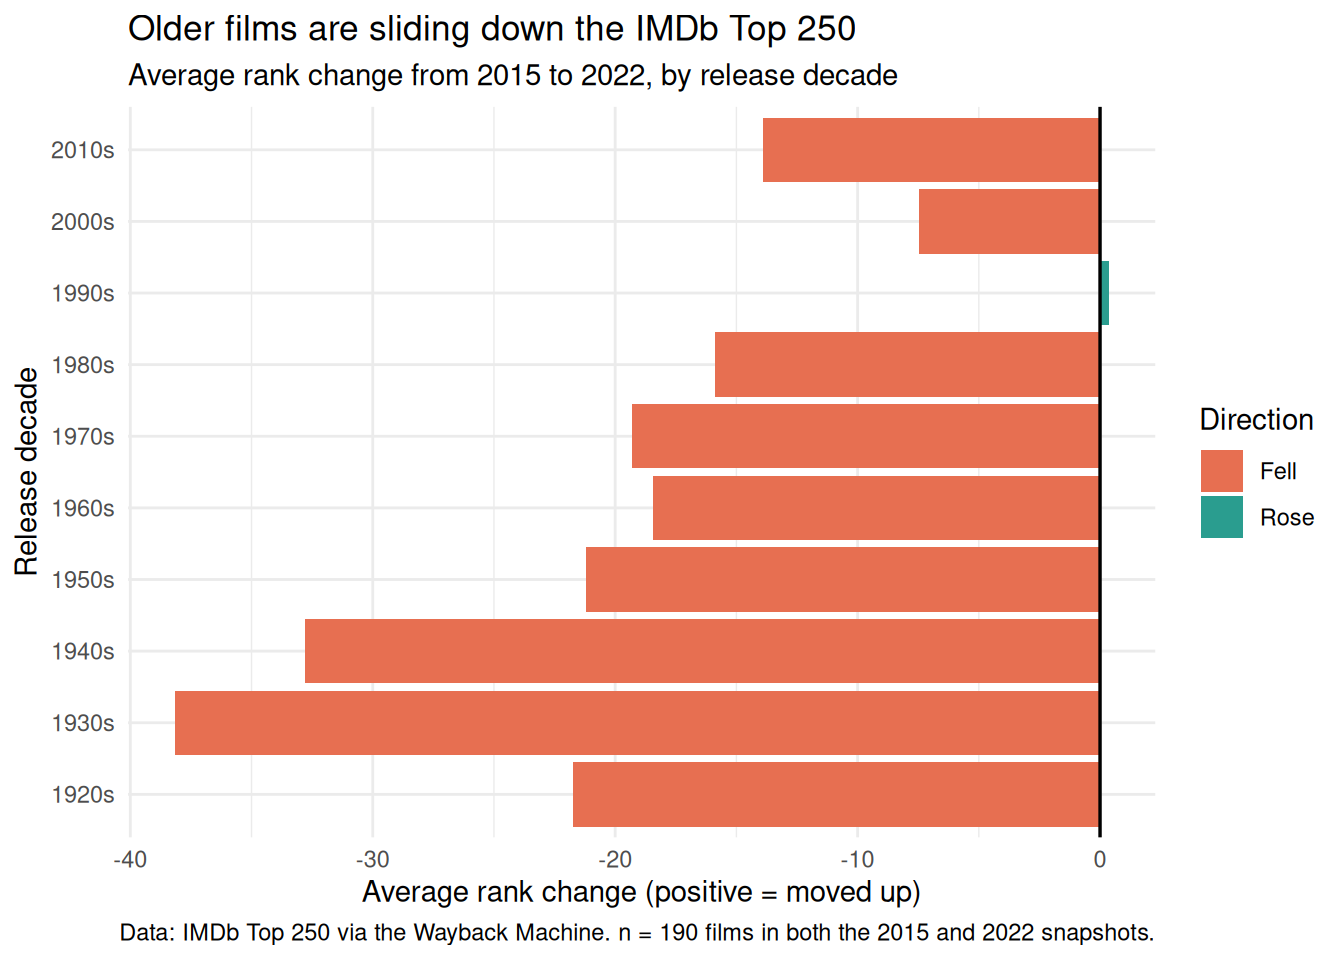 Older films are sliding down the IMDb Top 250
Average rank change from 2015 to 2022, by release decade
Release decade
2010s
2000s
1990s
1980s
1970s
1960s
1950s
1940s
1930s
1920s
-40 -30 -20 -10 0
Average rank change (positive = moved up)
Direction
Fell
Rose
Data: IMDb Top 250 via the Wayback Machine. n = 190 films in both the 2015 and 2022 snapshots.